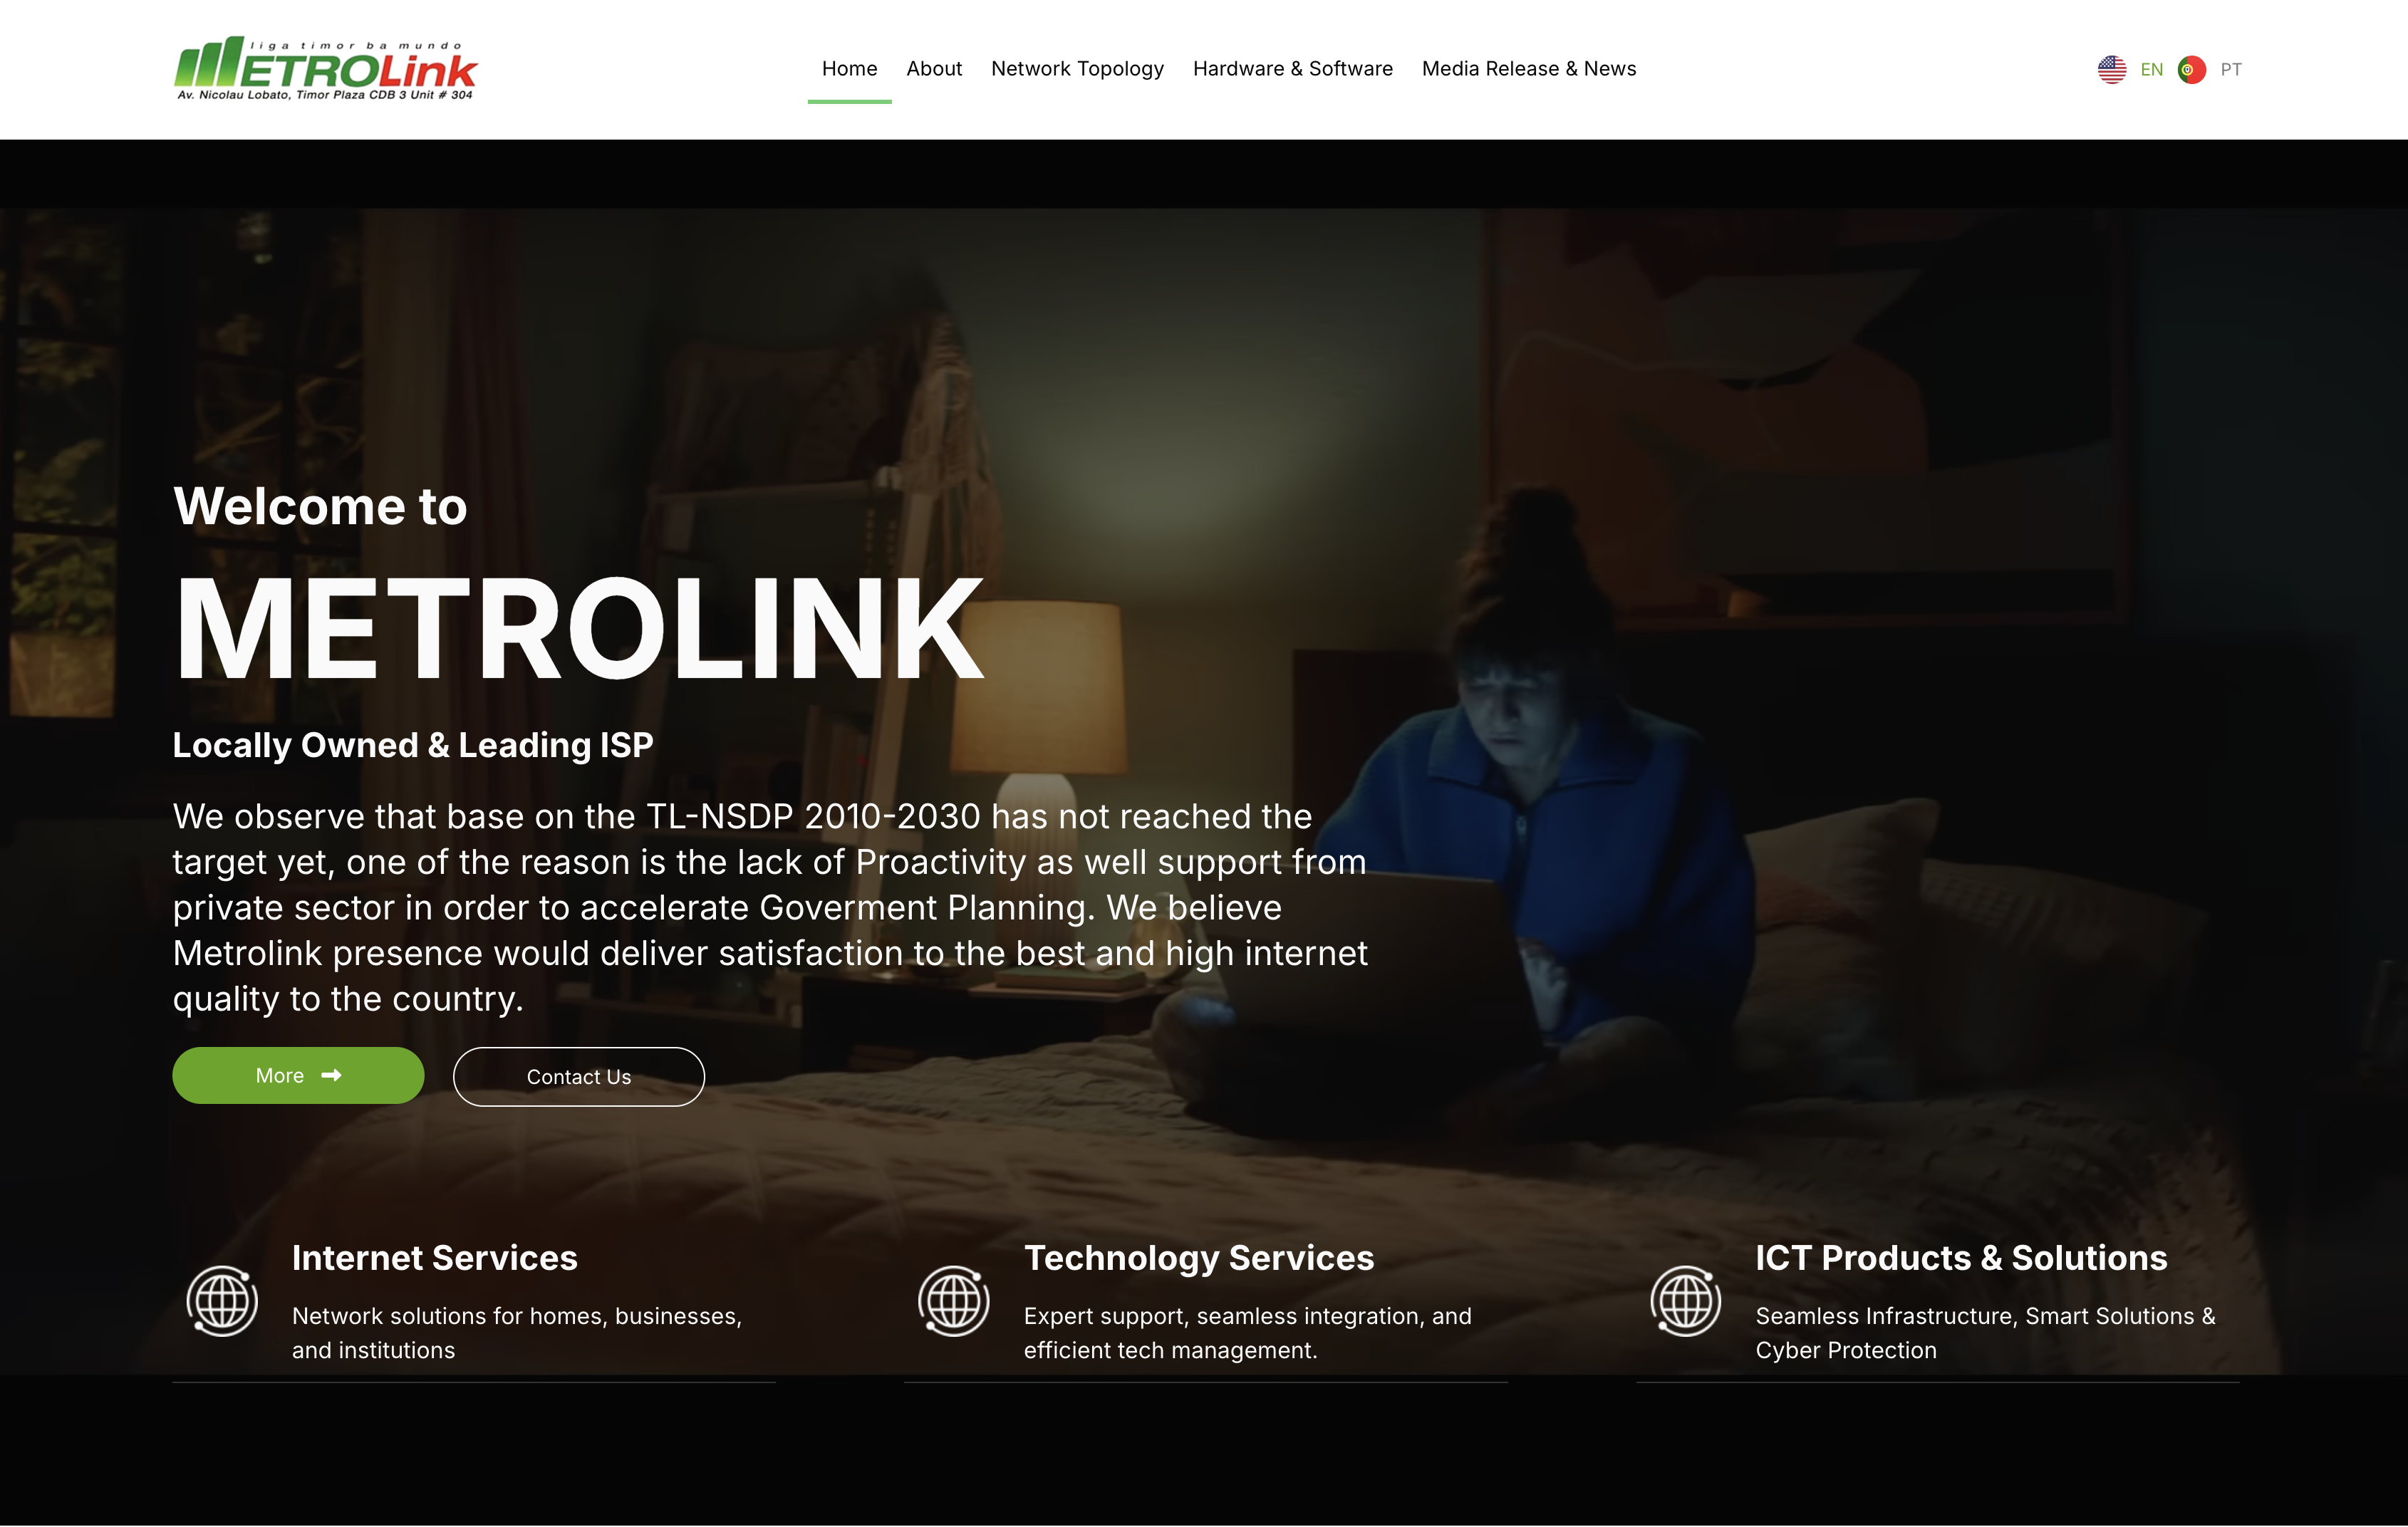 liga timor ba mundo
METROLink
Av. Nicolau Lobato, Timor Plaza CDB 3 Unit # 304
Home About Network Topology Hardware & Software Media Release & News
EN PT
Welcome to
METROLINK
Locally Owned & Leading ISP
We observe that base on the TL-NSDP 2010-2030 has not reached the
target yet, one of the reason is the lack of Proactivity as well support from
private sector in order to accelerate Goverment Planning. We believe
Metrolink presence would deliver satisfaction to the best and high internet
quality to the country.
More
Contact Us
Internet Services
Network solutions for homes, businesses,
and institutions
Technology Services
Expert support, seamless integration, and
efficient tech management.
ICT Products & Solutions
Seamless Infrastructure, Smart Solutions &
Cyber Protection